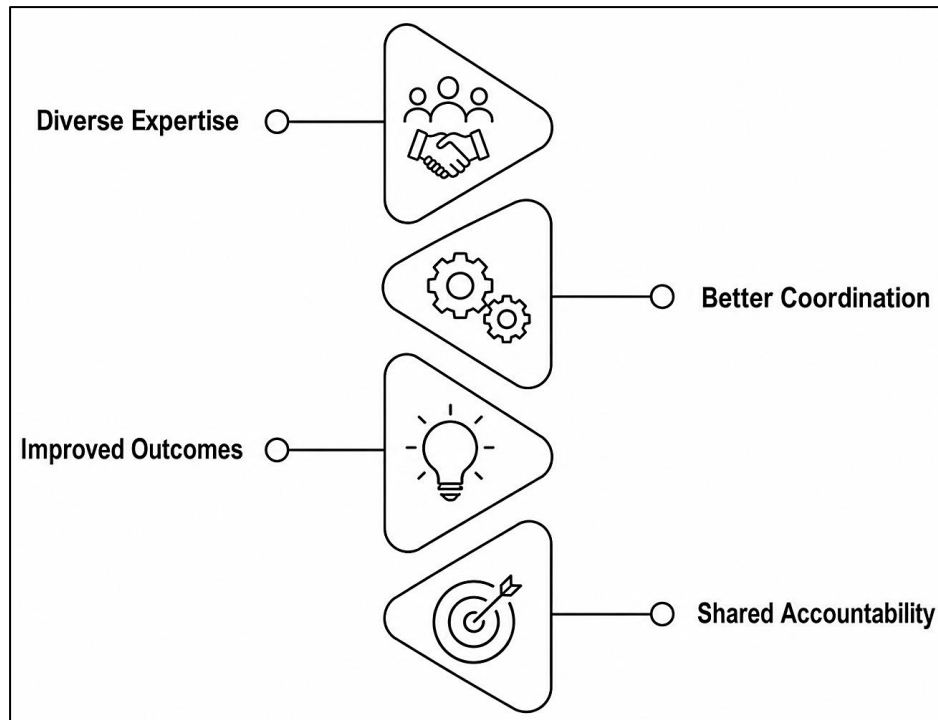 Diverse Expertise
Better Coordination
Improved Outcomes
Shared Accountability